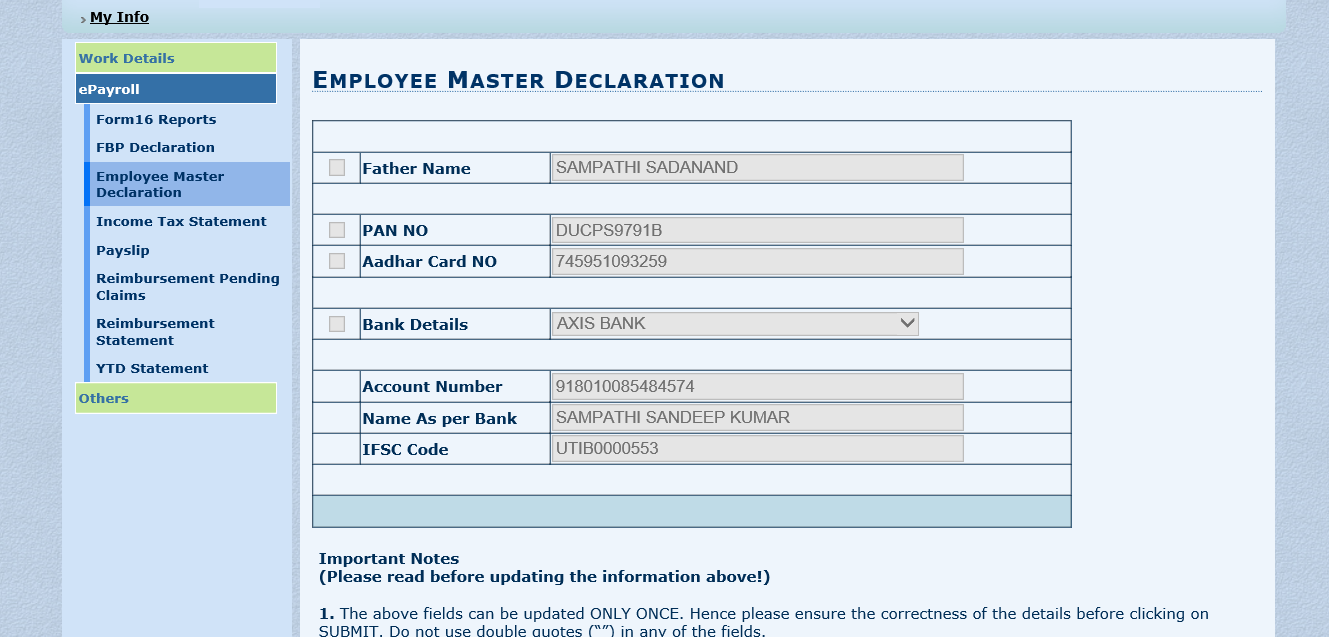 My Info
Work Details
ePayroll
Form16 Reports
FBP Declaration
Employee Master
Declaration
Income Tax Statement
Payslip
Reimbursement Pending
Claims
Reimbursement
Statement
YTD Statement
Others
EMPLOYEE MASTER DECLARATION
Father Name SAMPATHI SADANAND
PAN NO DUCPS9791B
Aadhar Card NO 745951093259
Bank Details AXIS BANK
Account Number 918010085484574
Name As per Bank SAMPATHI SANDEEP KUMAR
IFSC Code UTIB0000553
Important Notes
(Please read before updating the information above!)
1. The above fields can be updated ONLY ONCE. Hence please ensure the correctness of the details before clicking on
SUBMIT. Do not use double quotes (“”) in any of the fields.